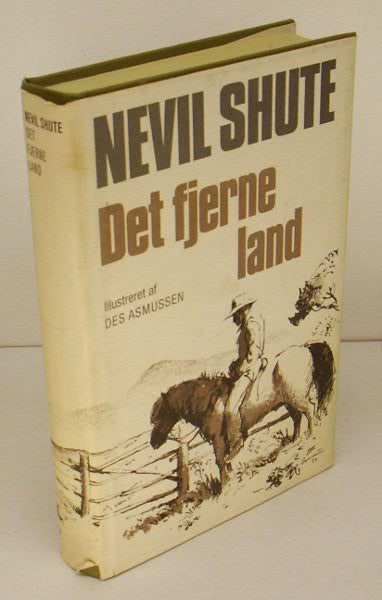 NEVIL SHUTE
DET
FJERNE
LAND
NEVIL SHUTE
Det fjerne
land
Illustreret af
DES ASMUSSEN